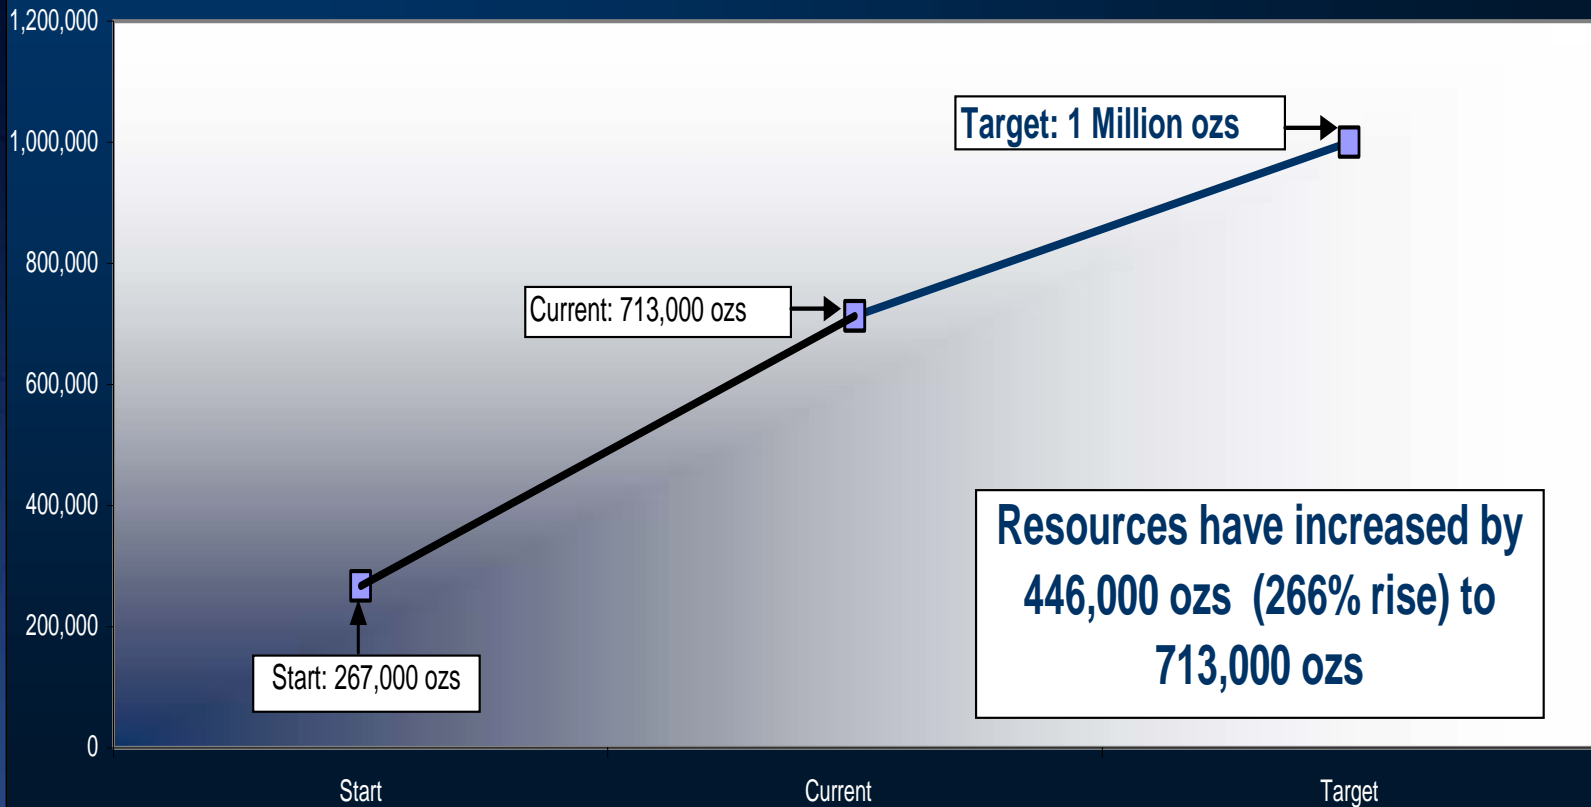 1,200,000
1,000,000
800,000
600,000
400,000
200,000
0
Target: 1 Million ozs
Current: 713,000 ozs
Start: 267,000 ozs
Resources have increased by
446,000 ozs (266% rise) to
713,000 ozs
Start
Current
Target